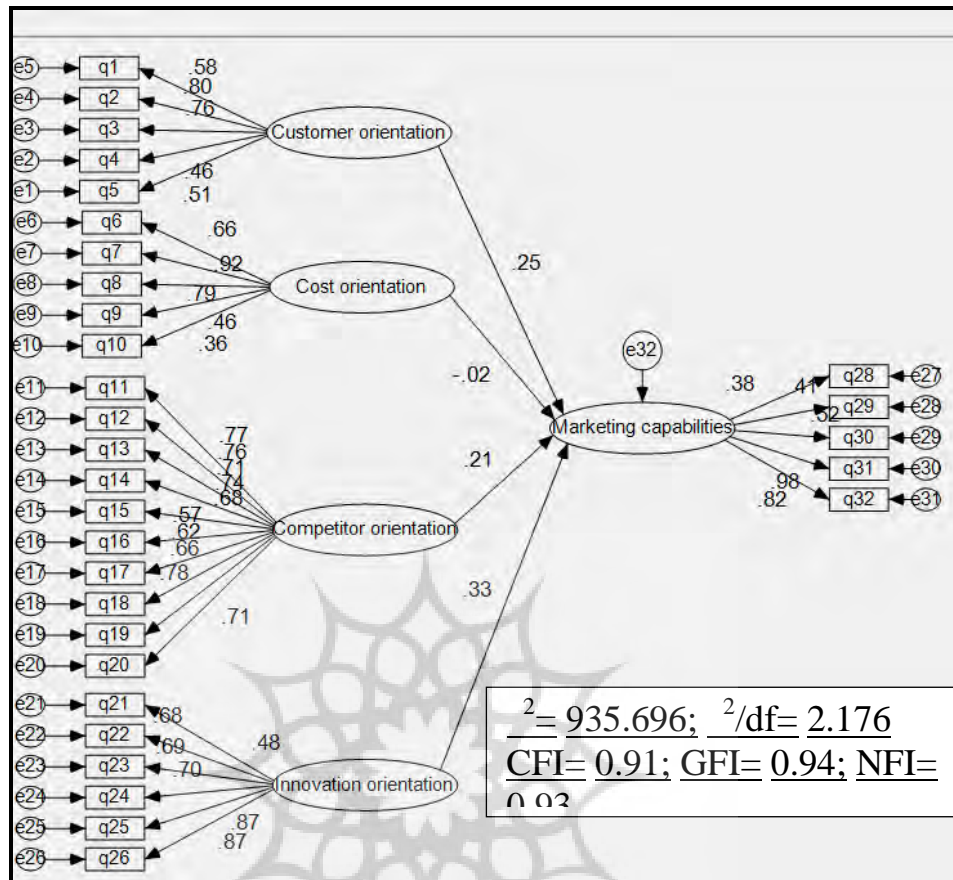 e5 q1 .58
.80
e4 q2 .76
e3 q3 Customer orientation
e2 q4 .46
e1 q5 .51
e6 q6 .66
e7 q7 .92 .25
e8 q8 Cost orientation
.79
e9 q9 .46
e10 q10 .36
e32
-.02
e11 q11 .38 .41 q28 e27
e12 q12 .52 q29 e28
.77 Marketing capabilities
e13 q13 .76 q30 e29
.71 .21
e14 q14 .74 q31 e30
.68 .98
e15 q15 .57 .82 q32 e31
Competitor orientation
e16 q16 .62
e17 q17 .66
.78
e18 q18 .33
e19 q19 .71
e20 q20
e21 q21 .68
e22 q22 .69 .48
e23 q23 .70
Innovation orientation
e24 q24
e25 q25 .87
e26 q26 .87
2= 935.696; 2/df= 2.176
CFI= 0.91; GFI= 0.94; NFI=
0.93